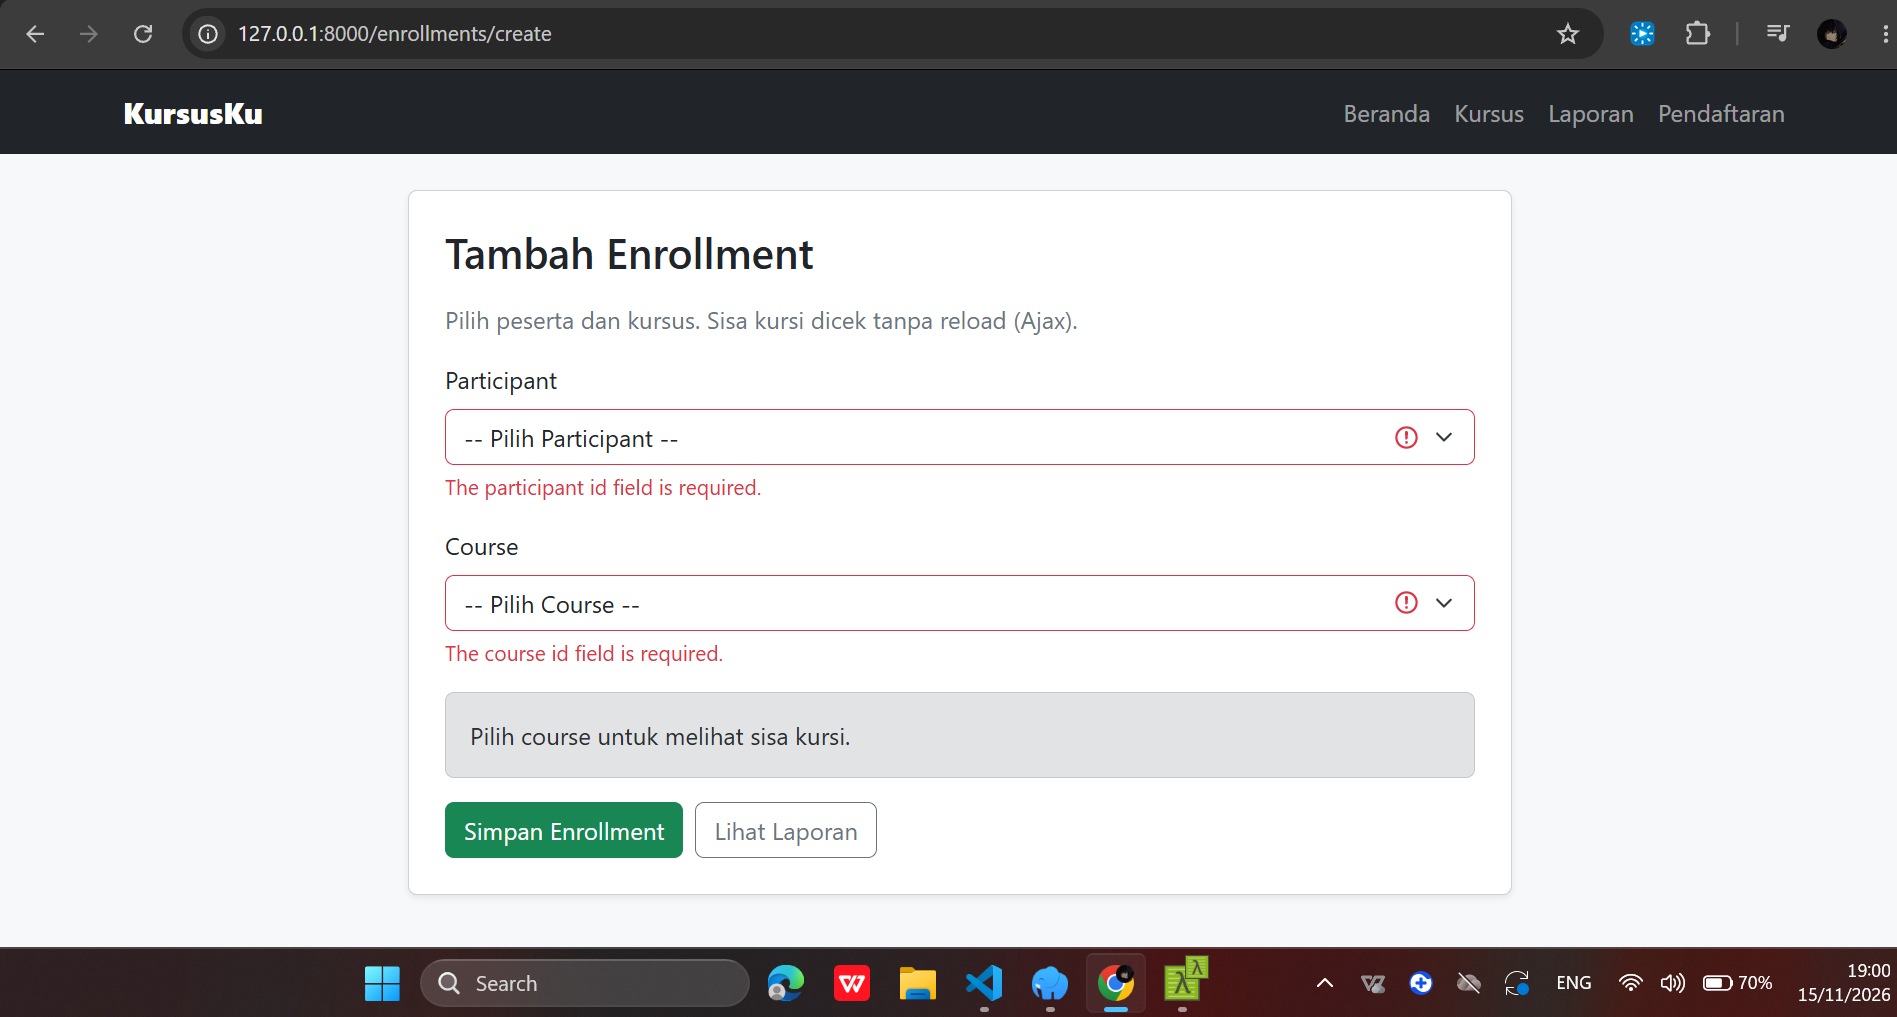 127.0.0.1:8000/enrollments/create
KursusKu
Beranda Kursus Laporan Pendaftaran
Tambah Enrollment
Pilih peserta dan kursus. Sisa kursi dicek tanpa reload (Ajax).
Participant
-- Pilih Participant --
The participant id field is required.
Course
-- Pilih Course --
The course id field is required.
Pilih course untuk melihat sisa kursi.
Simpan Enrollment Lihat Laporan
Search
ENG
70%
19:00
15/11/2026